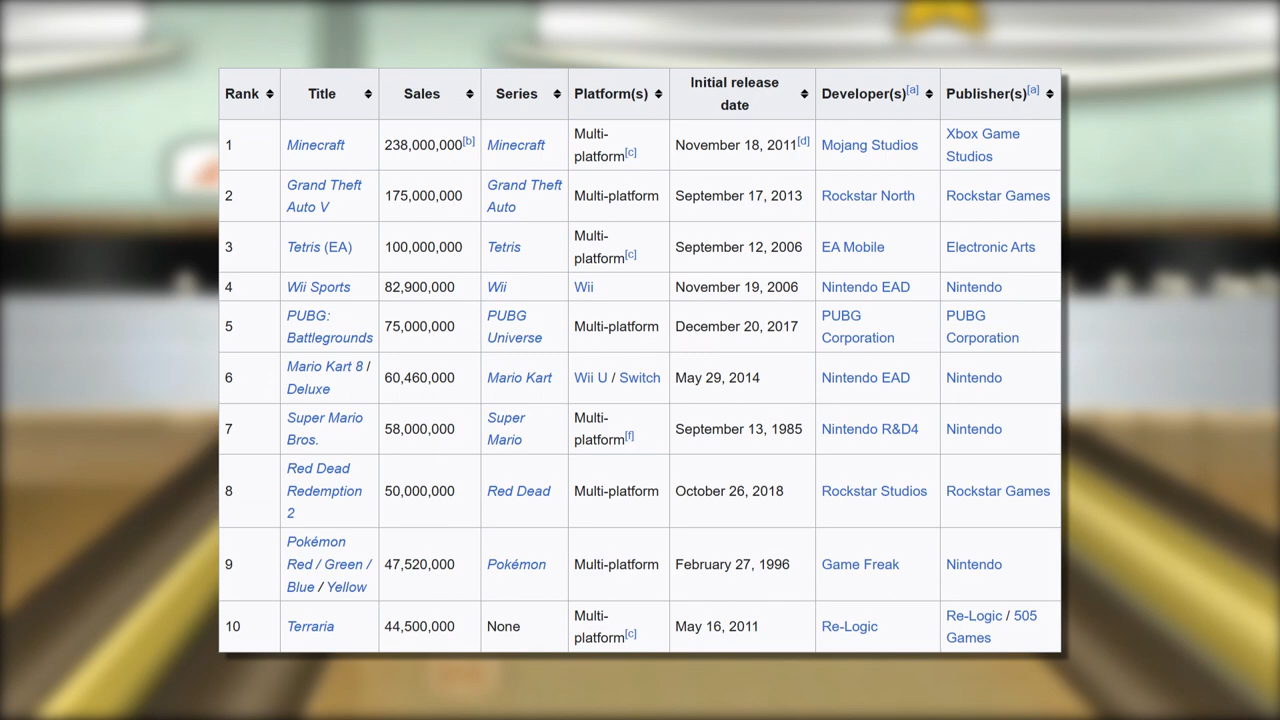 Rank Title Sales Series Platform(s) Initial release date Developer(s)[a] Publisher(s)[a]
1 Minecraft 238,000,000[b] Minecraft Multi-platform[c] November 18, 2011[d] Mojang Studios Xbox Game Studios
2 Grand Theft Auto V 175,000,000 Grand Theft Auto Multi-platform September 17, 2013 Rockstar North Rockstar Games
3 Tetris (EA) 100,000,000 Tetris Multi-platform[c] September 12, 2006 EA Mobile Electronic Arts
4 Wii Sports 82,900,000 Wii Wii November 19, 2006 Nintendo EAD Nintendo
5 PUBG: Battlegrounds 75,000,000 PUBG Universe Multi-platform December 20, 2017 PUBG Corporation PUBG Corporation
6 Mario Kart 8 / Deluxe 60,460,000 Mario Kart Wii U / Switch May 29, 2014 Nintendo EAD Nintendo
7 Super Mario Bros. 58,000,000 Super Mario Multi-platform[f] September 13, 1985 Nintendo R&D4 Nintendo
8 Red Dead Redemption 2 50,000,000 Red Dead Multi-platform October 26, 2018 Rockstar Studios Rockstar Games
9 Pokémon Red / Green / Blue / Yellow 47,520,000 Pokémon Multi-platform February 27, 1996 Game Freak Nintendo
10 Terraria 44,500,000 None Multi-platform[c] May 16, 2011 Re-Logic Re-Logic / 505 Games